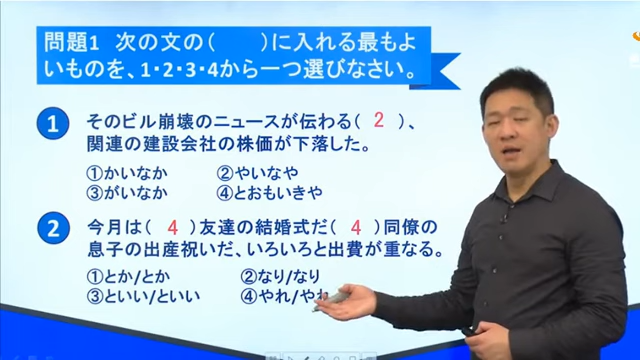 問題1 次の文の( )に入れる最もよ
いものを、1・2・3・4から一つ選びなさい。
1 そのビル崩壊のニュースが伝わる( 2 )、
関連の建設会社の株価が下落した。
①かいなか ②やいなや
③がいなか ④とおもいきや
2 今月は( 4 )友達の結婚式だ( 4 )同僚の
息子の出産祝いだ、いろいろと出費が重なる。
①とか/とか ②なり/なり
③といい/といい ④やれ/やれ